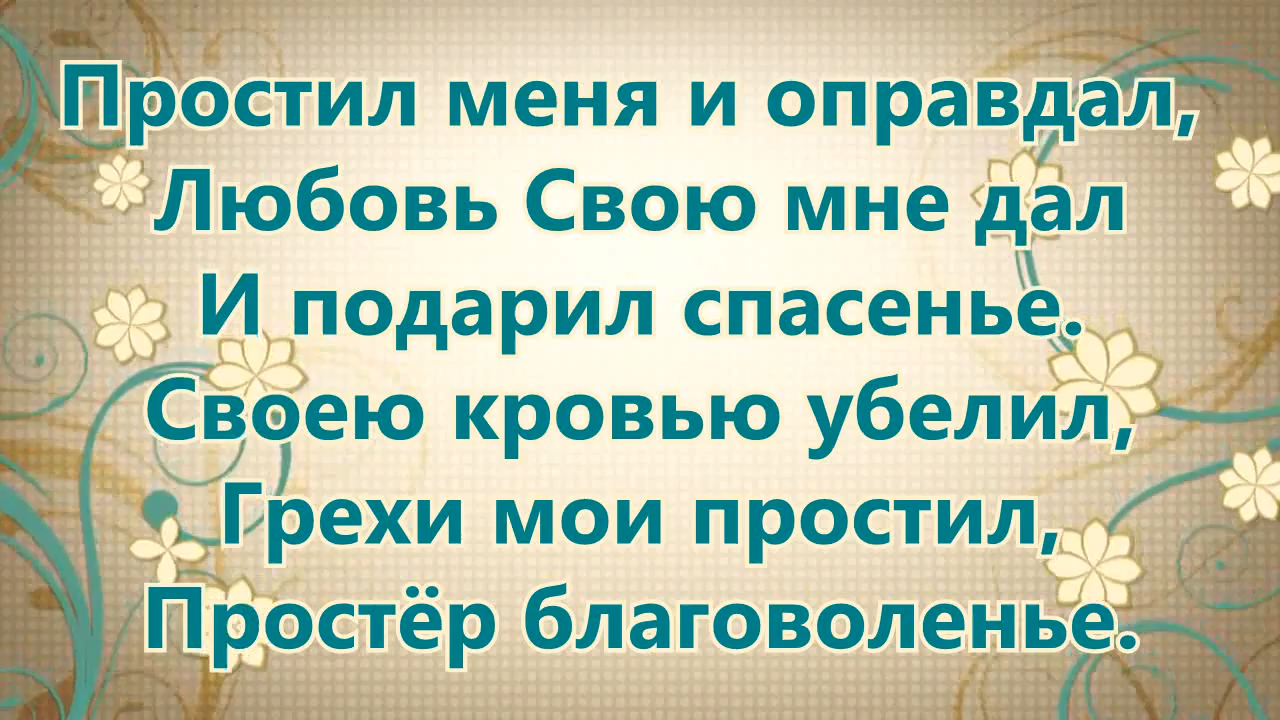 Простил меня и оправдал,
Любовь Свою мне дал
И подарил спасенье.
Своею кровью убелил,
Грехи мои простил,
Простёр благоволенье.